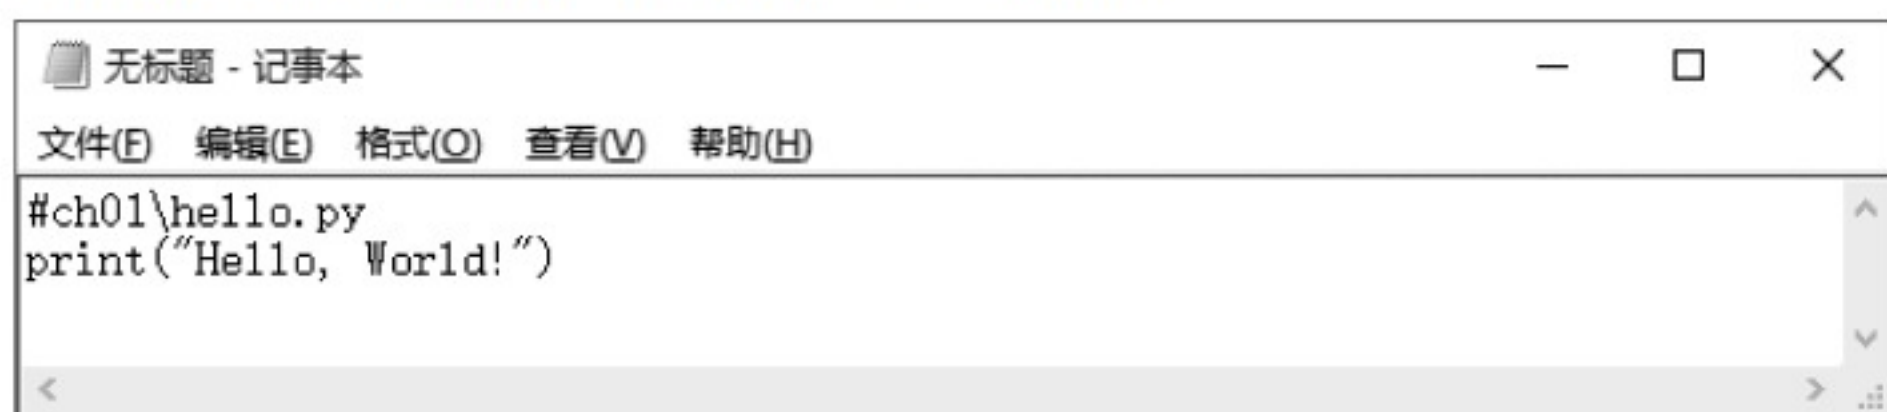 无标题 - 记事本
文件(F) 编辑(E) 格式(O) 查看(V) 帮助(H)
#ch01\hello.py
print("Hello, World!")